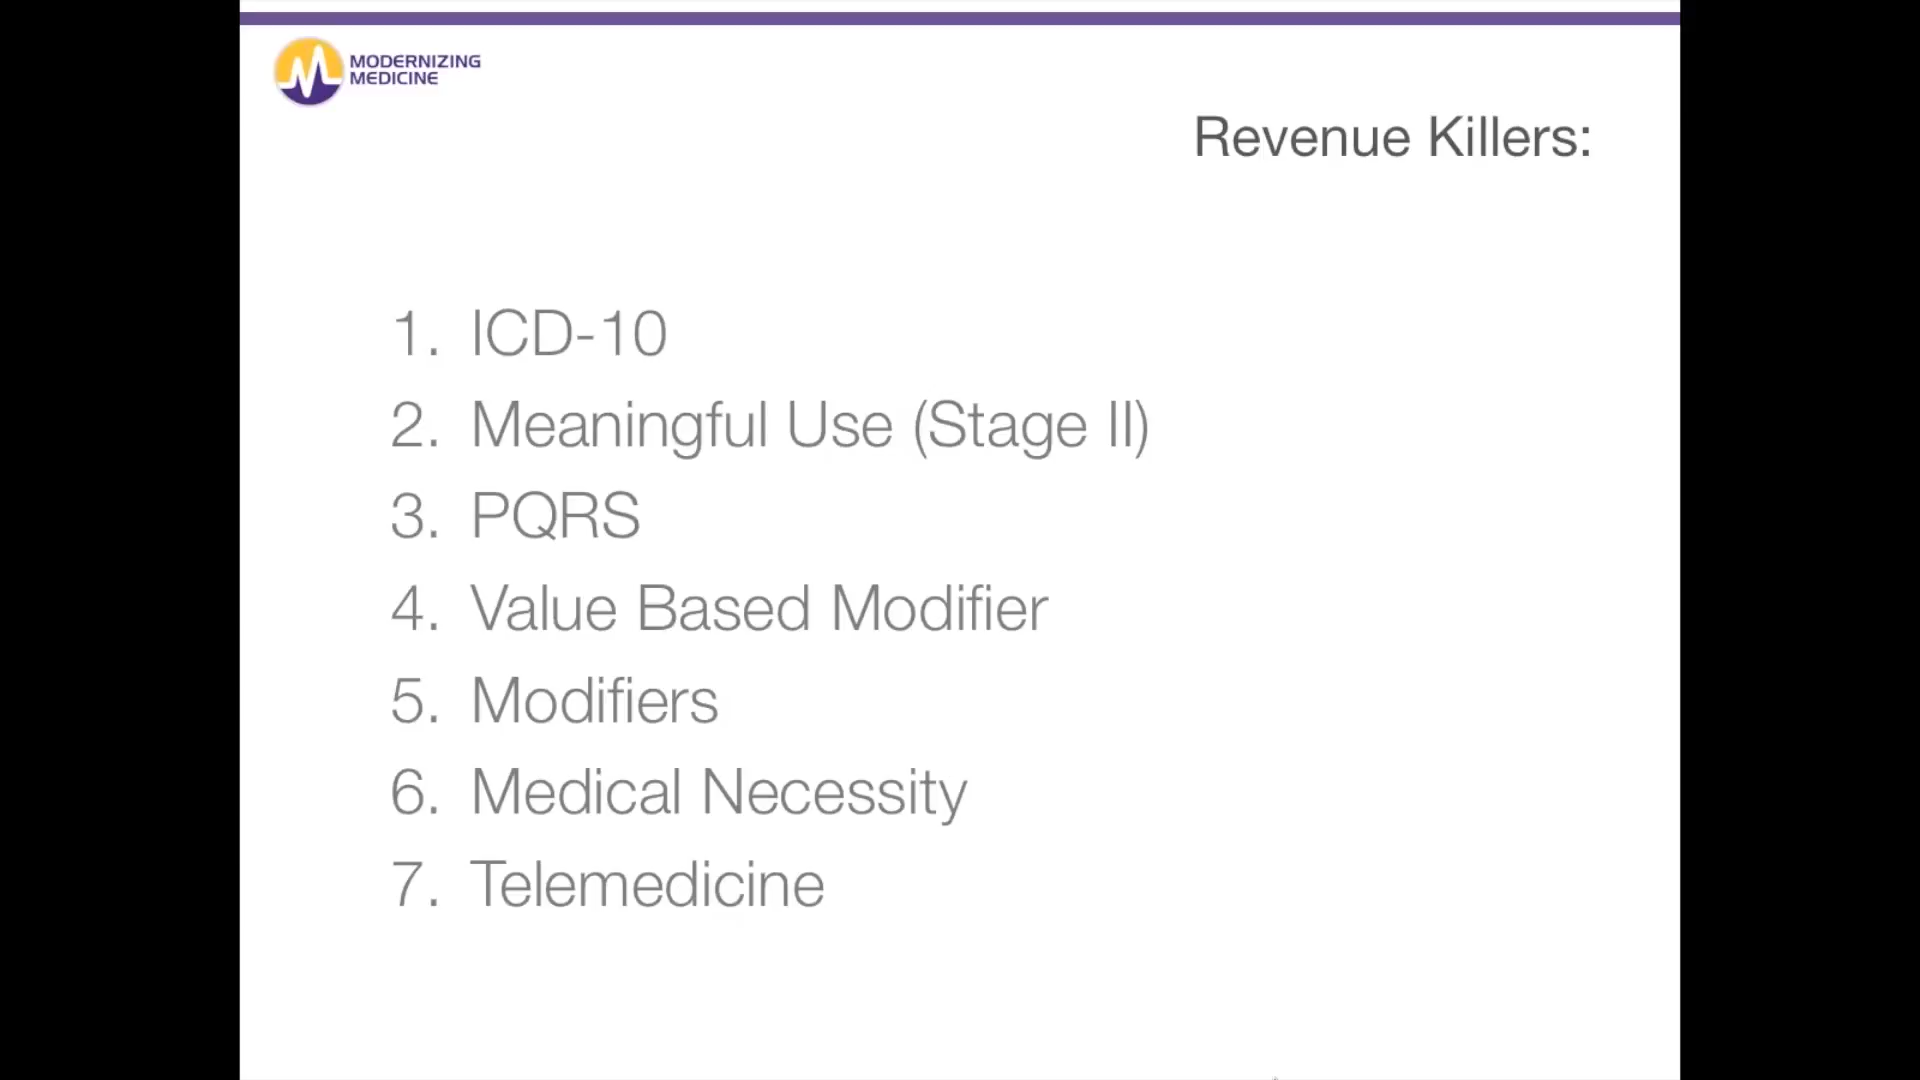 MODERNIZING
MEDICINE
Revenue Killers:
1. ICD-10
2. Meaningful Use (Stage II)
3. PQRS
4. Value Based Modifier
5. Modifiers
6. Medical Necessity
7. Telemedicine